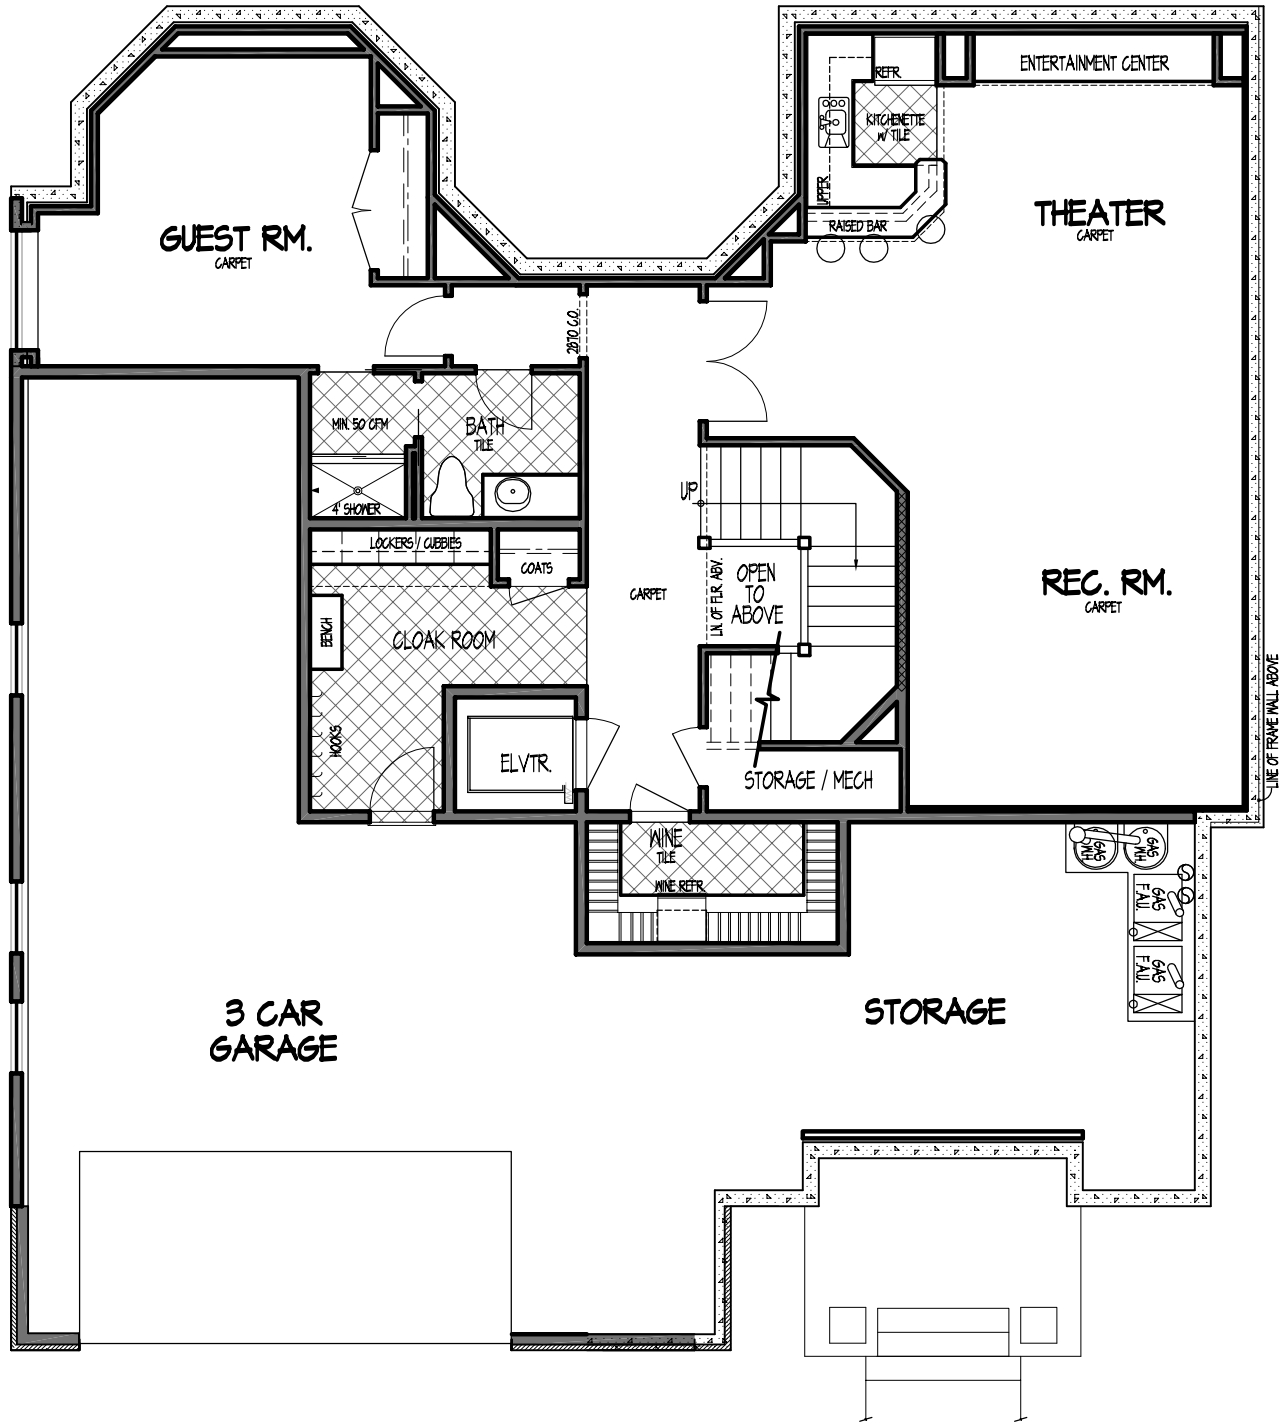 ENTERTAINMENT CENTER
REFR.
KITCHENETTE
W/ TILE
UPPER
RAISED BAR
THEATER
CARPET
GUEST RM.
CARPET
2870 C.O.
MIN. 50 CFM
BATH
TILE
4' SHOWER
UP
LOCKERS / CUBBIES
COATS
CARPET
LN. OF FLR. ABV.
OPEN
TO
ABOVE
REC. RM.
CARPET
BENCH
CLOAK ROOM
HOOKS
ELVTR.
STORAGE / MECH
LINE OF FRAME WALL ABOVE
WINE
TILE
WINE REFR.
GAS
WH
GAS
WH
S
S
GAS
F.A.U.
GAS
F.A.U.
3 CAR
GARAGE
STORAGE